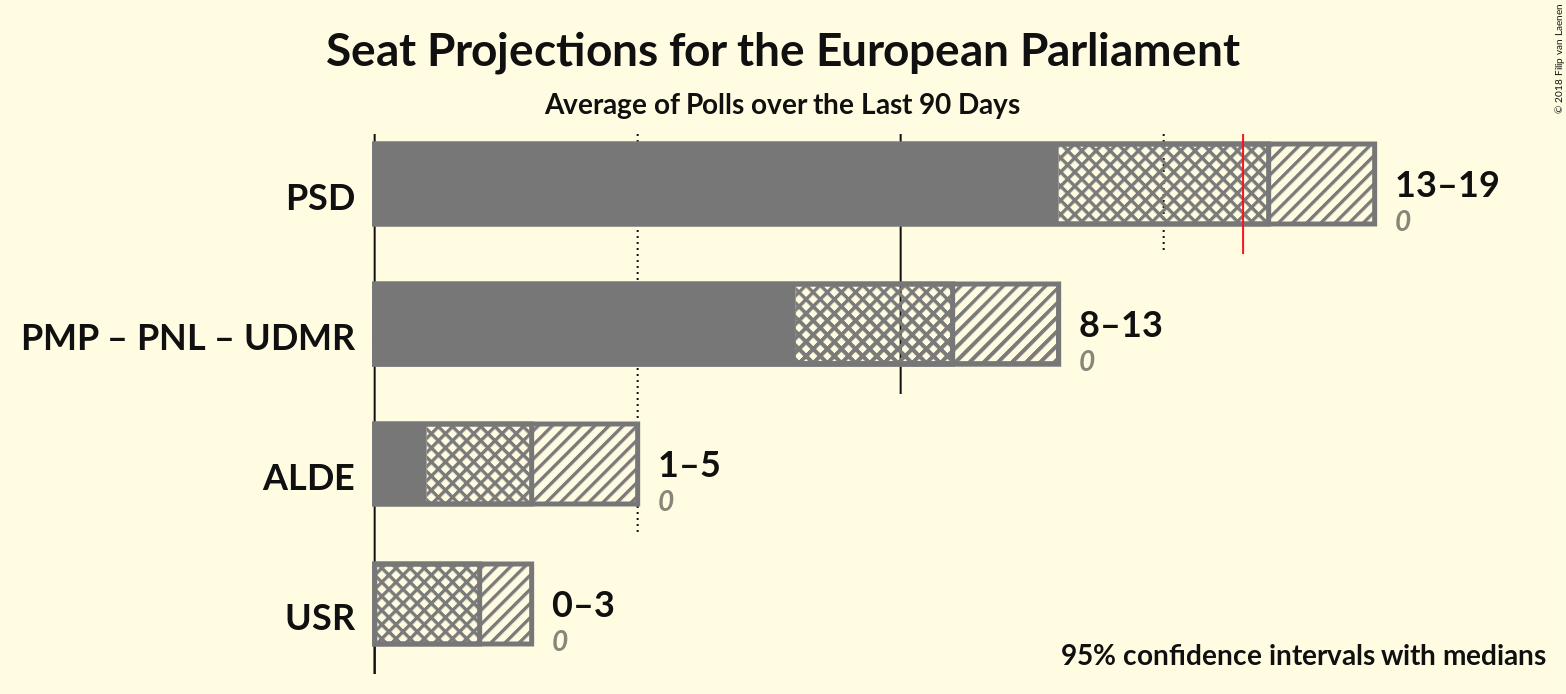 Seat Projections for the European Parliament
Average of Polls over the Last 90 Days
PSD
13–19
0
PMP – PNL – UDMR
8–13
0
ALDE
1–5
0
USR
0–3
0
95% confidence intervals with medians
© 2018 Filip van Laenen